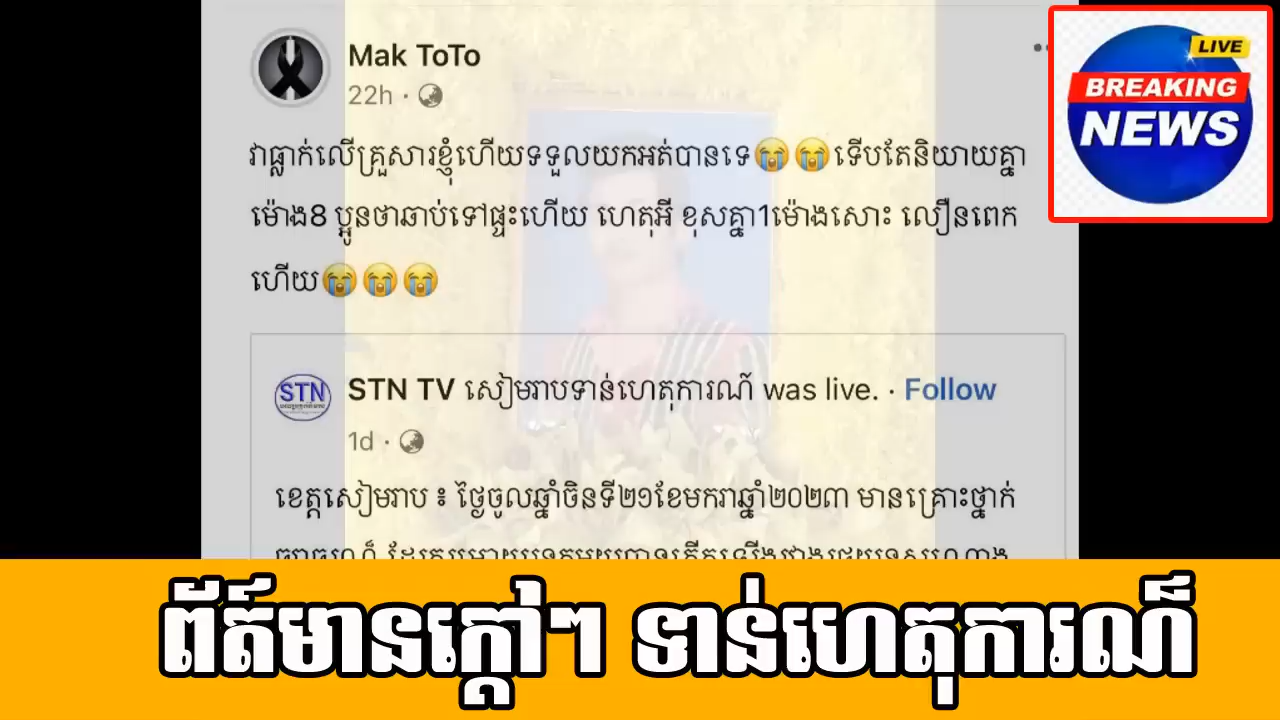 Mak ToTo
22h ·
វាធ្លាក់លើគ្រួសារខ្ញុំហើយទទួលយកអត់បានទេ😭😭 ទើបតែនិយាយគ្នា
ម៉ោង8 ប្អូនថាឆាប់ទៅផ្ទះហើយ ហេតុអី ខុសគ្នា1ម៉ោងសោះ លឿនពេក
ហើយ😭😭😭
STN TV សៀមរាបទាន់ហេតុការណ៍ was live. · Follow
1d ·
ខេត្តសៀមរាប ៖ ថ្ងៃចូលឆ្នាំចិនទី២១ខែមករាឆ្នាំ២០២៣ មានគ្រោះថ្នាក់
LIVE
BREAKING
NEWS
STN
ព័ត៍មានក្តៅៗ ទាន់ហេតុការណ៏